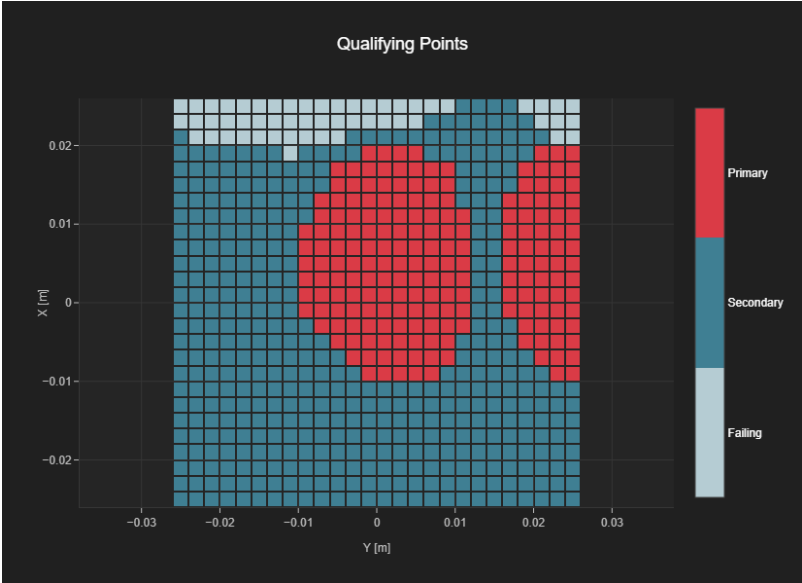 Qualifying Points
0.02
0.01
0
−0.01
−0.02
X [m]
−0.03
−0.02
−0.01
0
0.01
0.02
0.03
Y [m]
Primary
Secondary
Failing